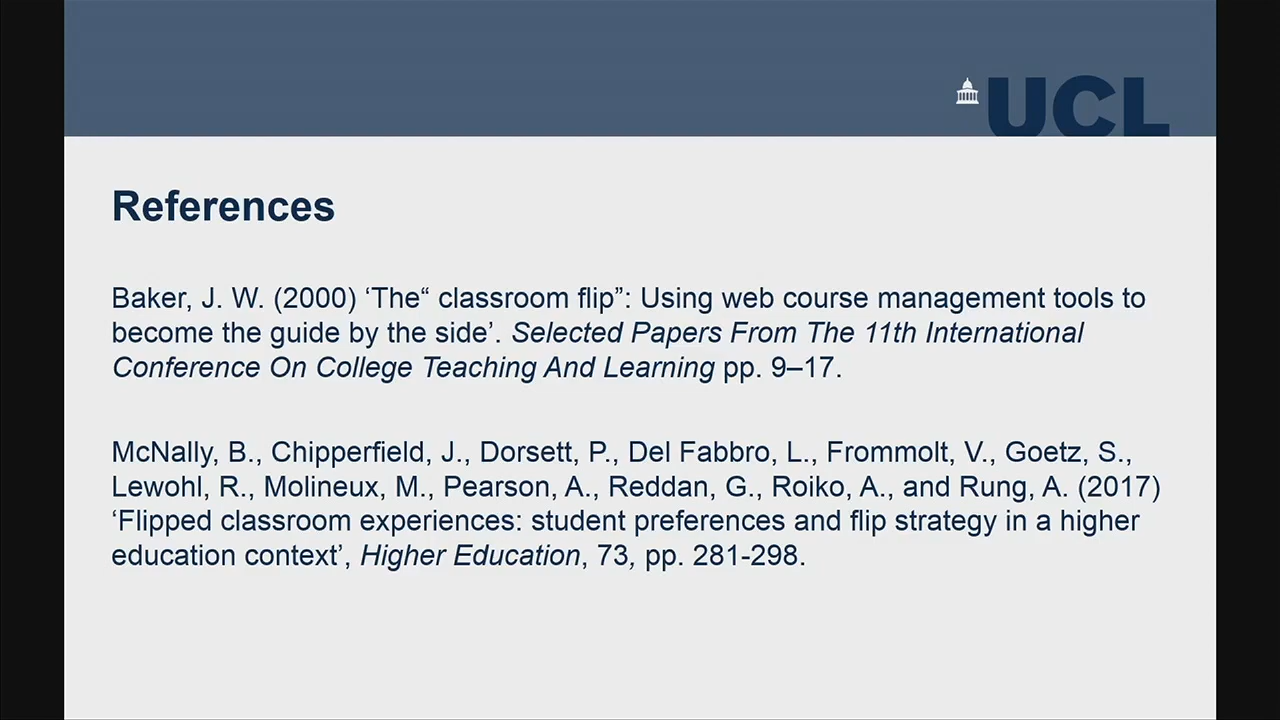 UCL
References
Baker, J. W. (2000) ‘The“ classroom flip”: Using web course management tools to
become the guide by the side’. Selected Papers From The 11th International
Conference On College Teaching And Learning pp. 9–17.
McNally, B., Chipperfield, J., Dorsett, P., Del Fabbro, L., Frommolt, V., Goetz, S.,
Lewohl, R., Molineux, M., Pearson, A., Reddan, G., Roiko, A., and Rung, A. (2017)
‘Flipped classroom experiences: student preferences and flip strategy in a higher
education context’, Higher Education, 73, pp. 281-298.